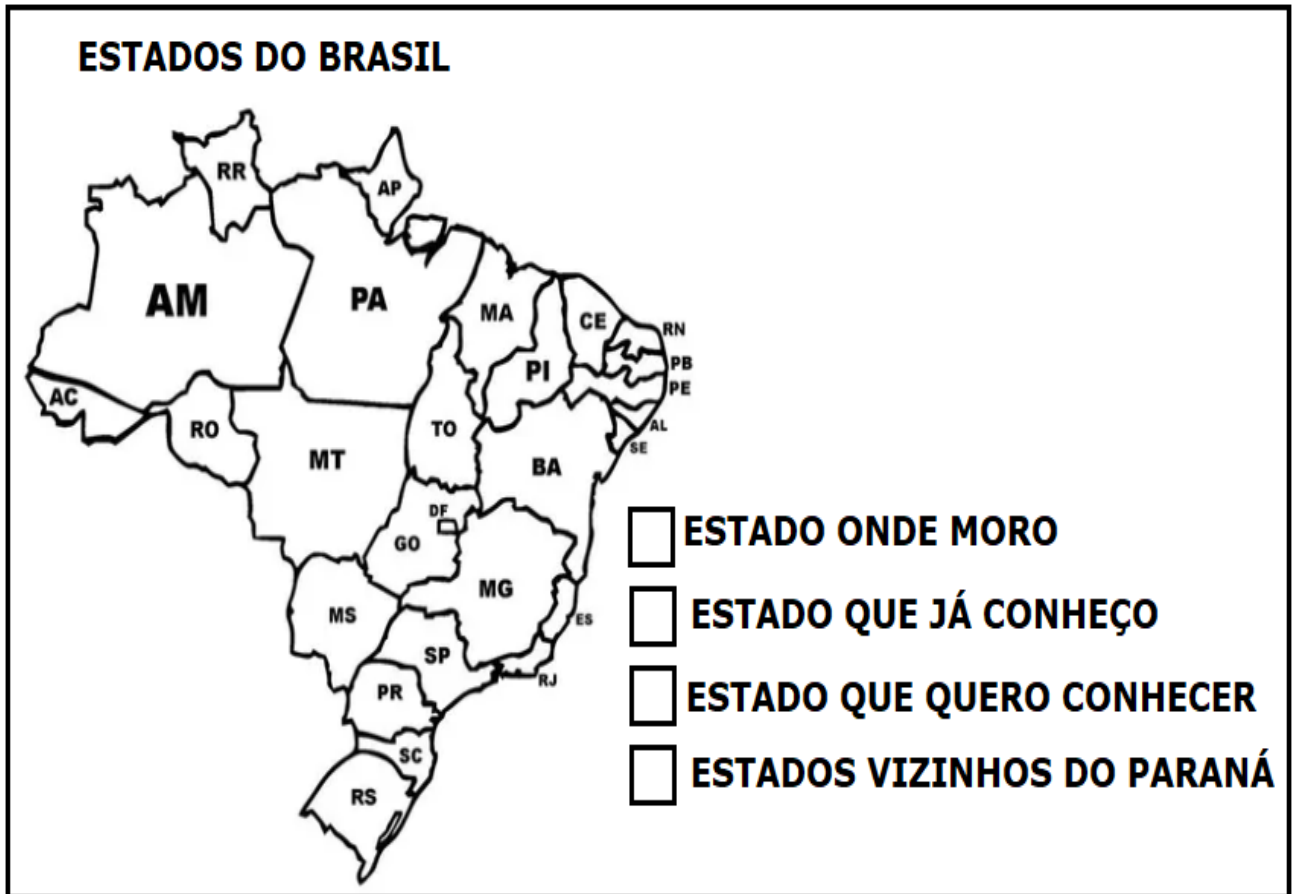 ESTADOS DO BRASIL
RR
AP
AM
PA
MA
CE
RN
PB
PE
PI
AC
RO
TO
AL
SE
MT
BA
DF
GO
MG
MS
ES
SP
RJ
PR
SC
RS
ESTADO ONDE MORO
ESTADO QUE JÁ CONHEÇO
ESTADO QUE QUERO CONHECER
ESTADOS VIZINHOS DO PARANÁ